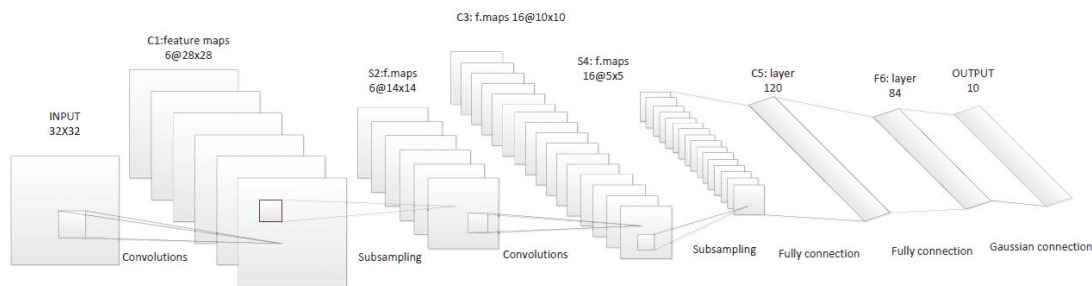 INPUT
32X32
C1:feature maps
6@28x28
S2:f.maps
6@14x14
C3: f.maps 16@10x10
S4: f.maps
16@5x5
C5: layer
120
F6: layer
84
OUTPUT
10
Convolutions
Subsampling
Convolutions
Subsampling
Fully connection
Fully connection
Gaussian connection